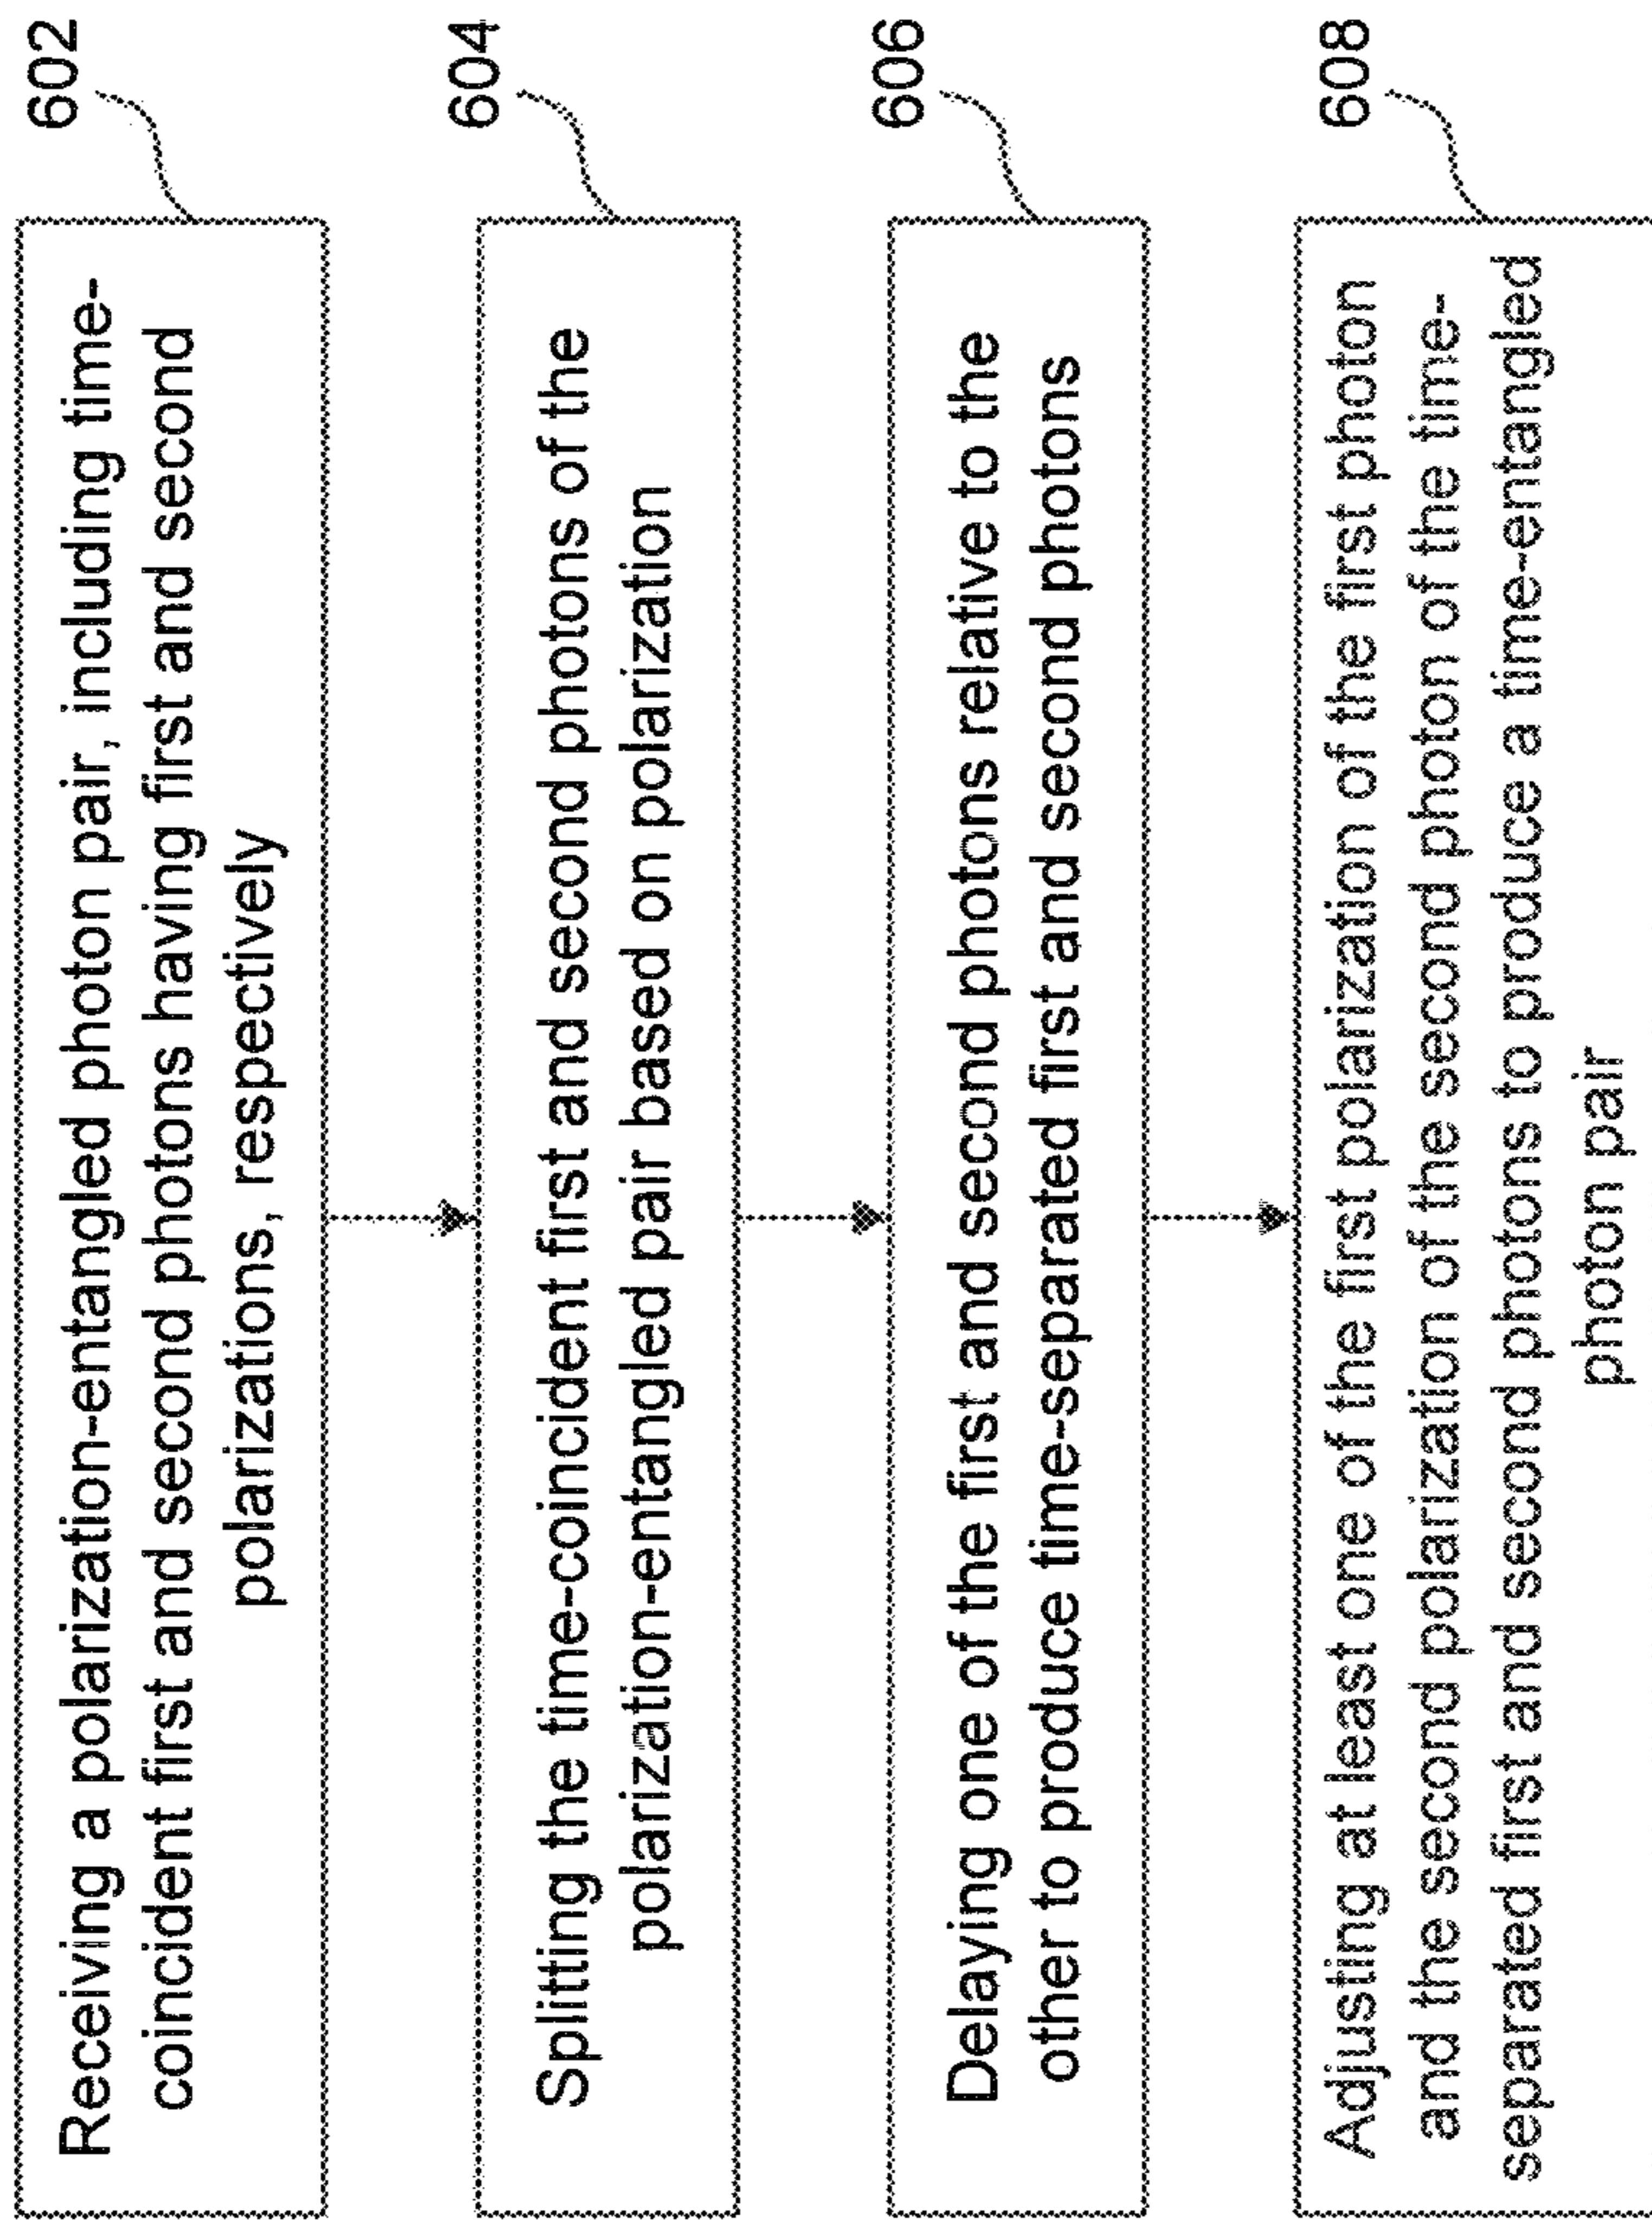 602
Receiving a polarization-entangled photon pair, including time-
coincident first and second photons having first and second
polarizations, respectively
604
Splitting the time-coincident first and second photons of the
polarization-entangled pair based on polarization
606
Delaying one of the first and second photons relative to the
other to produce time-separated first and second photons
608
Adjusting at least one of the first polarization of the first photon
and the second polarization of the second photon of the time-
separated first and second photons to produce a time-entangled
photon pair